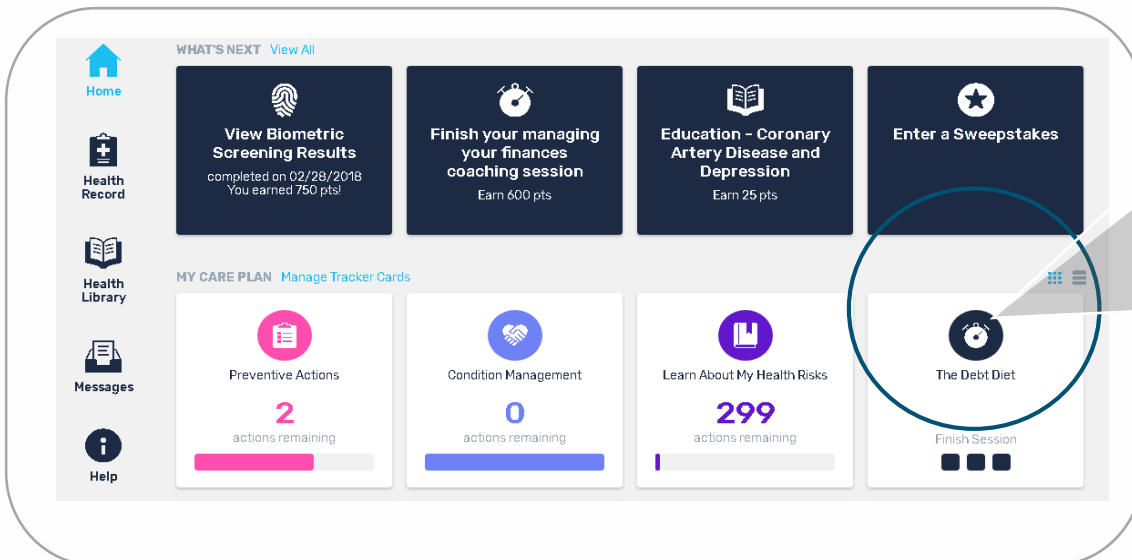 WHAT'S NEXT View All
Home
View Biometric
Screening Results
completed on 02/28/2018
You earned 750 pts!
Finish your managing
your finances
coaching session
Earn 600 pts
Education - Coronary
Artery Disease and
Depression
Earn 25 pts
Enter a Sweepstakes
Health
Record
Health
Library
Messages
Help
MY CARE PLAN Manage Tracker Cards
Preventive Actions
2
actions remaining
Condition Management
0
actions remaining
Learn About My Health Risks
299
actions remaining
The Debt Diet
Finish Session